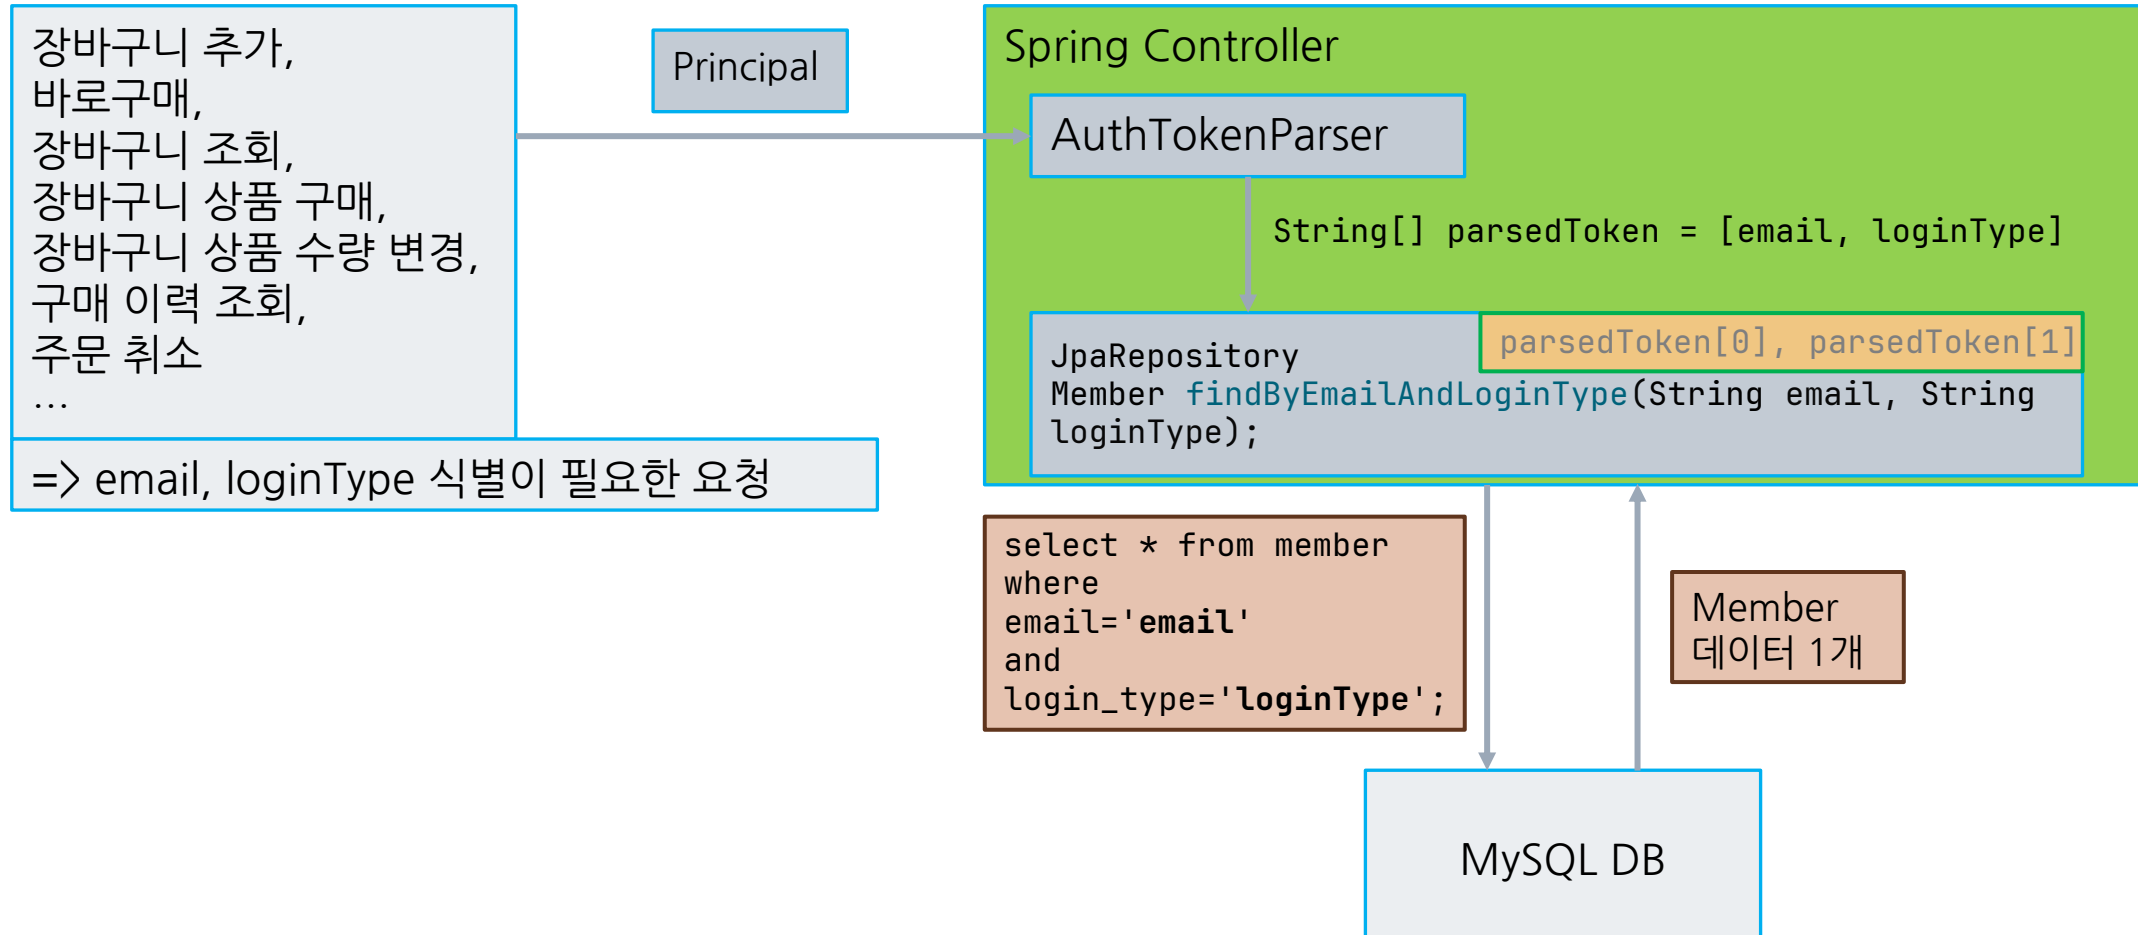 장바구니 추가,
바로구매,
장바구니 조회,
장바구니 상품 구매,
장바구니 상품 수량 변경,
구매 이력 조회,
주문 취소
…
=> email, loginType 식별이 필요한 요청
Principal
Spring Controller
AuthTokenParser
String[] parsedToken = [email, loginType]
parsedToken[0], parsedToken[1]
JpaRepository
Member findByEmailAndLoginType(String email, String
loginType);
select * from member
where
email='email'
and
login_type='loginType';
Member
데이터 1개
MySQL DB